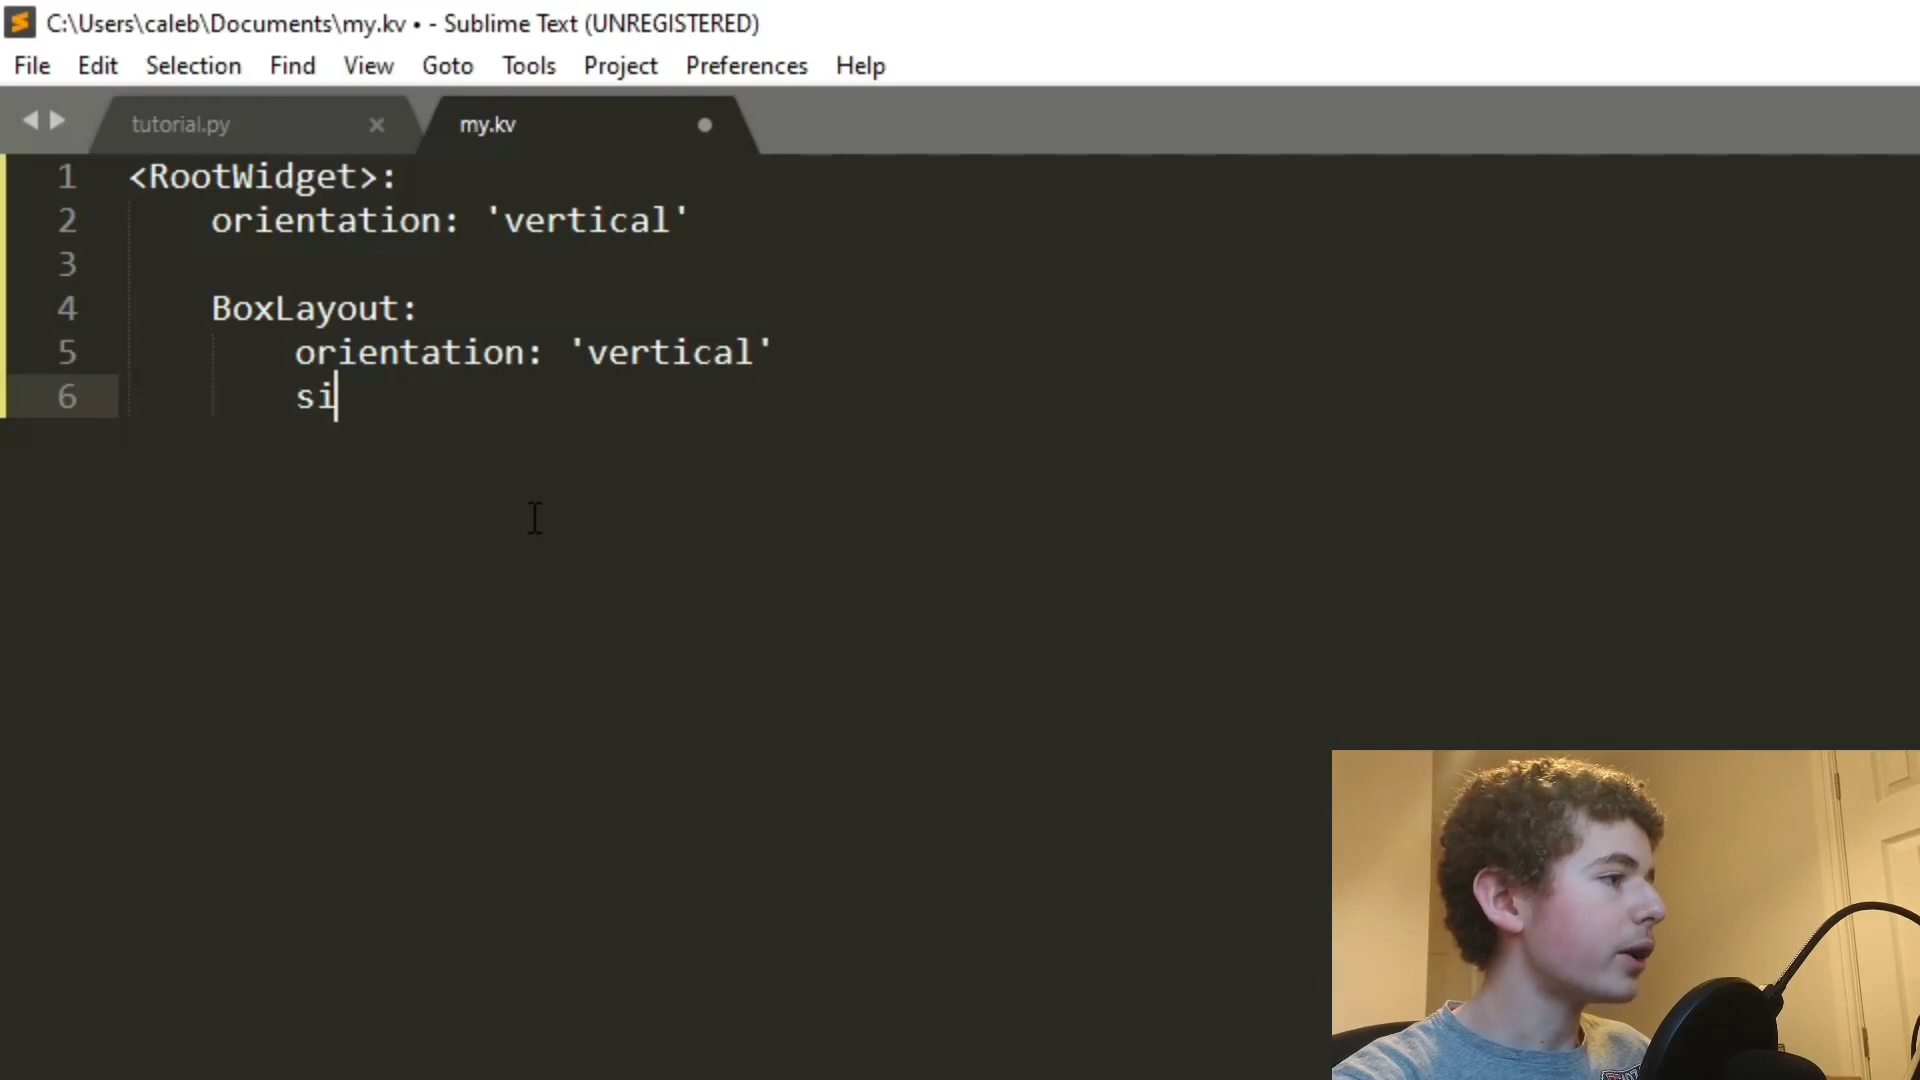 C:\Users\caleb\Documents\my.kv • - Sublime Text (UNREGISTERED)
File Edit Selection Find View Goto Tools Project Preferences Help
tutorial.py my.kv
1 <RootWidget>:
2 orientation: 'vertical'
3
4 BoxLayout:
5 orientation: 'vertical'
6 si